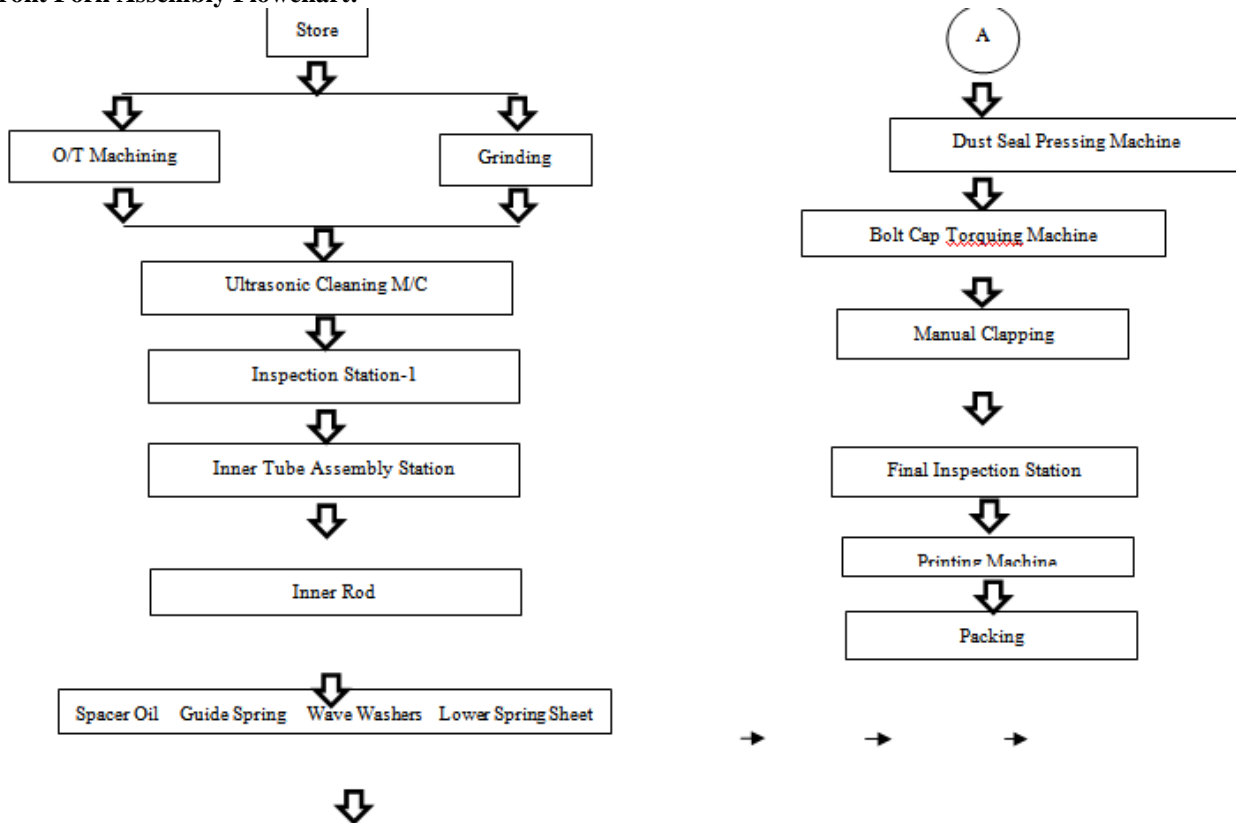 Front Fork Assembly Flowchart:
Store
O/T Machining
Grinding
Ultrasonic Cleaning M/C
Inspection Station-1
Inner Tube Assembly Station
Inner Rod
Spacer Oil Guide Spring Wave Washers Lower Spring Sheet
A
Dust Seal Pressing Machine
Bolt Cap Torquing Machine
Manual Clapping
Final Inspection Station
Printing Machine
Packing